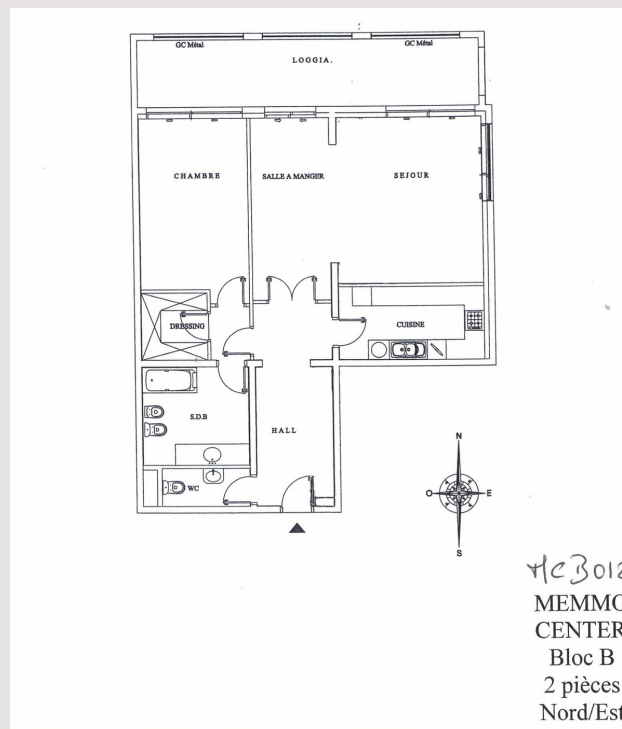 GC Métal
GC Métal
LOGGIA.
CHAMBRE
SALLE A MANGER
SEJOUR
DRESSING
CUISINE
S.D.B
HALL
WC
N
O
E
S
MEMMO
CENTER
Bloc B
2 pièces
Nord/Est